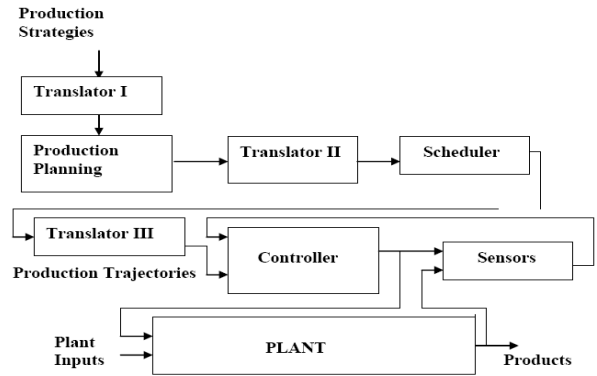 Production
Strategies
Translator I
Production
Planning
Translator II
Scheduler
Translator III
Controller
Sensors
Production Trajectories
Plant
Inputs
PLANT
Products